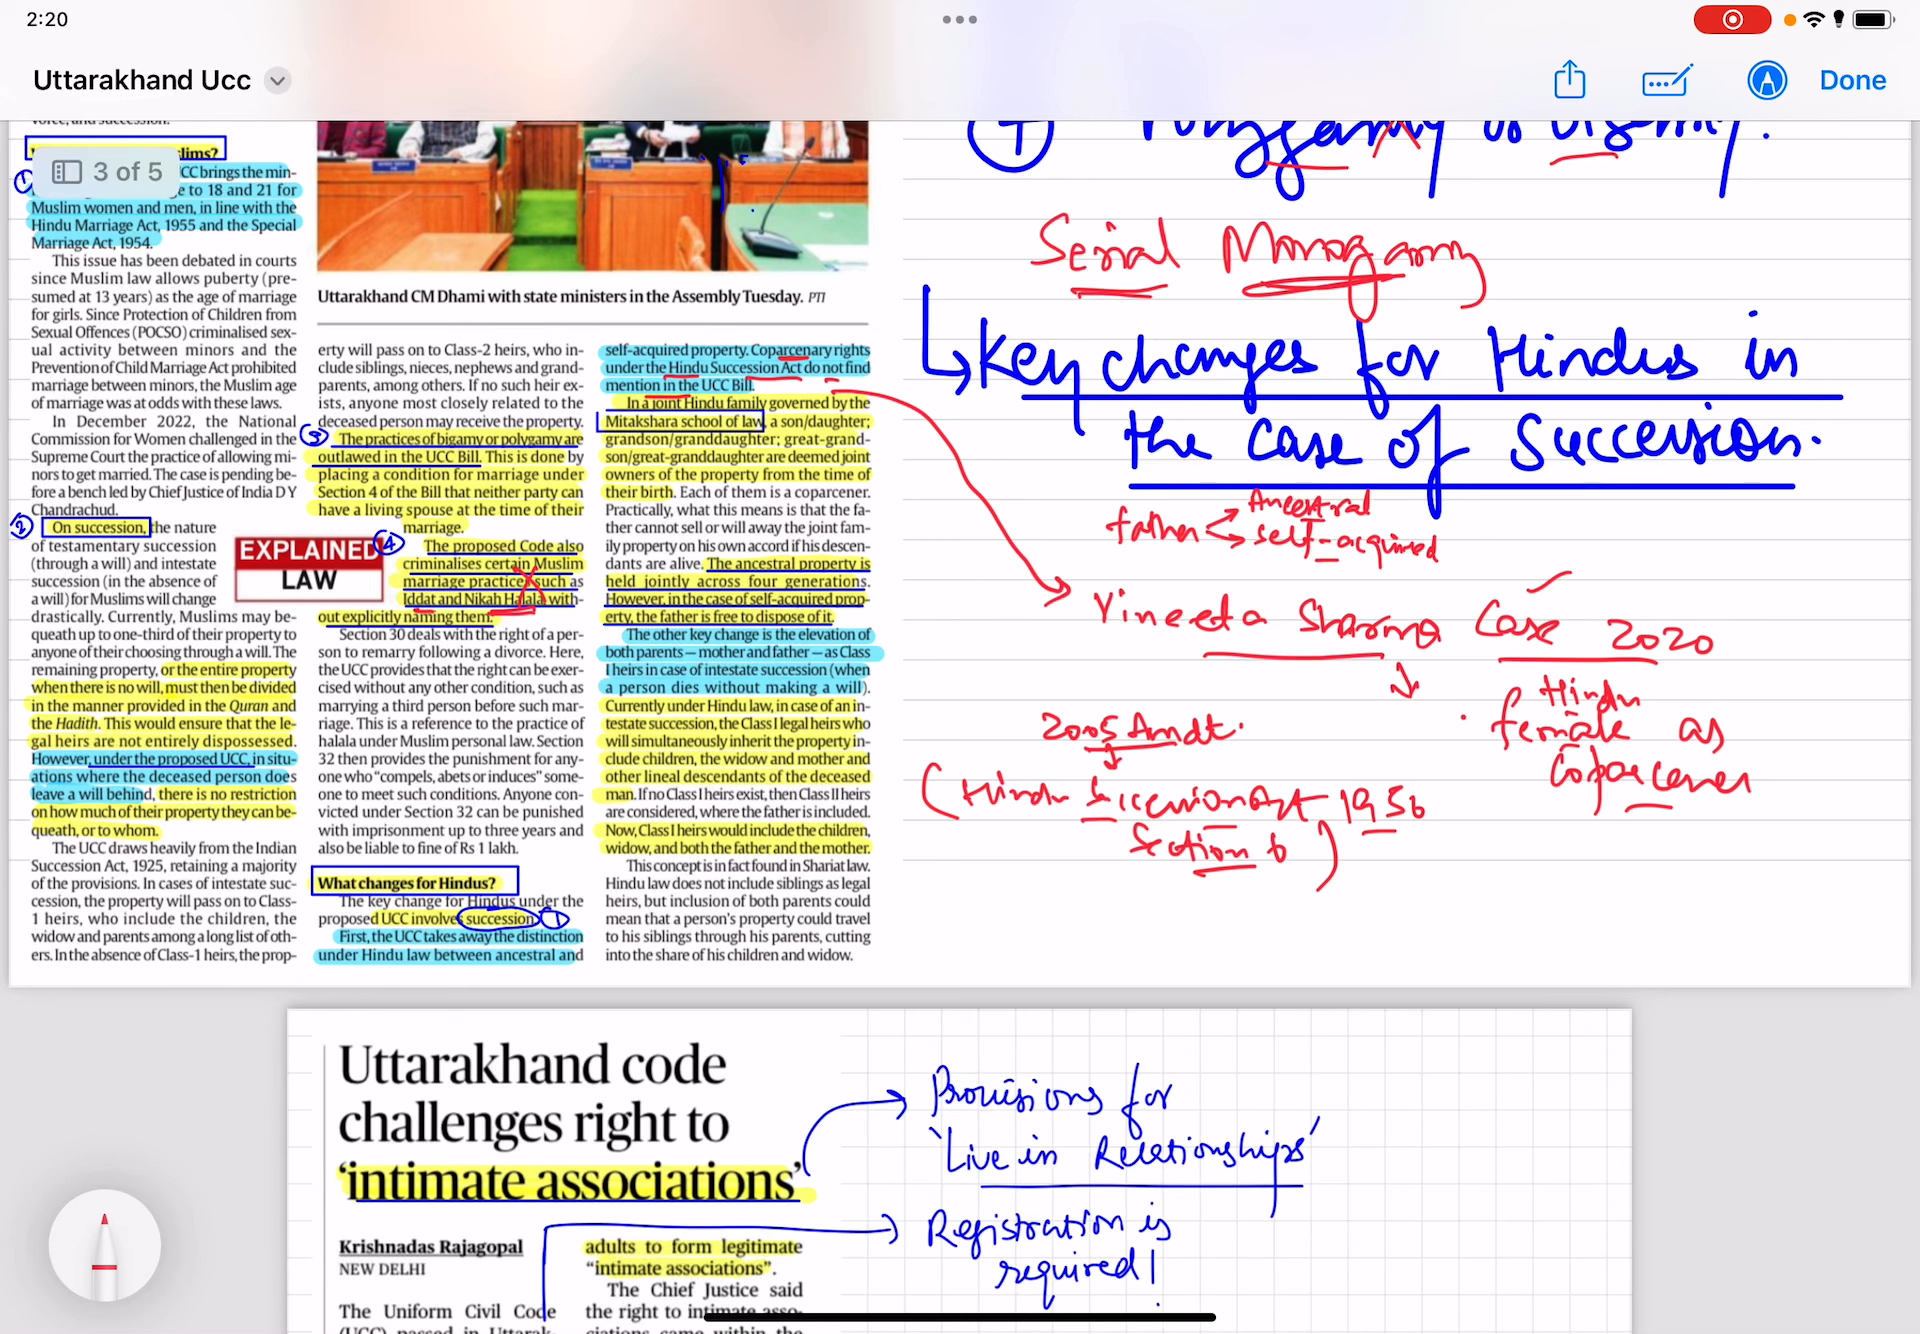 2:20
Uttarakhand Ucc
Done
3 of 5
lims?
CC brings the min-
e to 18 and 21 for
Muslim women and men, in line with the
Hindu Marriage Act, 1955 and the Special
Marriage Act, 1954.
This issue has been debated in courts
since Muslim law allows puberty (pre-
sumed at 13 years) as the age of marriage
for girls. Since Protection of Children from
Sexual Offences (POCSO) criminalised sex-
ual activity between minors and the
Prevention of Child Marriage Act prohibited
marriage between minors, the Muslim age
of marriage was at odds with these laws.
In December 2022, the National
Commission for Women challenged in the
Supreme Court the practice of allowing mi-
nors to get married. The case is pending be-
fore a bench led by Chief Justice of India D Y
Chandrachud.
2 On succession, the nature
of testamentary succession
(through a will) and intestate
succession (in the absence of
a will) for Muslims will change
drastically. Currently, Muslims may be-
queath up to one-third of their property to
anyone of their choosing through a will. The
remaining property, or the entire property
when there is no will, must then be divided
in the manner provided in the Quran and
the Hadith. This would ensure that the le-
gal heirs are not entirely dispossessed.
However, under the proposed UCC, in situ-
ations where the deceased person does
leave a will behind, there is no restriction
on how much of their property they can be-
queath, or to whom.
The UCC draws heavily from the Indian
Succession Act, 1925, retaining a majority
of the provisions. In cases of intestate suc-
cession, the property will pass on to Class-
1 heirs, who include the children, the
widow and parents among a long list of oth-
ers. In the absence of Class-1 heirs, the prop-
Uttarakhand CM Dhami with state ministers in the Assembly Tuesday. PTI
erty will pass on to Class-2 heirs, who in-
clude siblings, nieces, nephews and grand-
parents, among others. If no such heir ex-
ists, anyone most closely related to the
deceased person may receive the property.
3 The practices of bigamy or polygamy are
outlawed in the UCC Bill. This is done by
placing a condition for marriage under
Section 4 of the Bill that neither party can
have a living spouse at the time of their
marriage.
EXPLAINED
LAW
4 The proposed Code also
criminalises certain Muslim
marriage practices such as
Iddat and Nikah Halala with-
out explicitly naming them.
Section 30 deals with the right of a per-
son to remarry following a divorce. Here,
the UCC provides that the right can be exer-
cised without any other condition, such as
marrying a third person before such mar-
riage. This is a reference to the practice of
halala under Muslim personal law. Section
32 then provides the punishment for any-
one who "compels, abets or induces" some-
one to meet such conditions. Anyone con-
victed under Section 32 can be punished
with imprisonment up to three years and
also be liable to fine of Rs 1 lakh.
What changes for Hindus?
The key change for Hindus under the
proposed UCC involves succession. 1
First, the UCC takes away the distinction
under Hindu law between ancestral and
self-acquired property. Coparcenary rights
under the Hindu Succession Act do not find
mention in the UCC Bill.
In a joint Hindu family governed by the
Mitakshara school of law, a son/daughter;
grandson/granddaughter; great-grand-
son/great-granddaughter are deemed joint
owners of the property from the time of
their birth. Each of them is a coparcener.
Practically, what this means is that the fa-
ther cannot sell or will away the joint fam-
ily property on his own accord if his descen-
dants are alive. The ancestral property is
held jointly across four generations.
However, in the case of self-acquired prop-
erty, the father is free to dispose of it.
The other key change is the elevation of
both parents — mother and father — as Class
I heirs in case of intestate succession (when
a person dies without making a will).
Currently under Hindu law, in case of an in-
testate succession, the Class I legal heirs who
will simultaneously inherit the property in-
clude children, the widow and mother and
other lineal descendants of the deceased
man. If no Class I heirs exist, then Class II heirs
are considered, where the father is included.
Now, Class I heirs would include the children,
widow, and both the father and the mother.
This concept is in fact found in Shariat law.
Hindu law does not include siblings as legal
heirs, but inclusion of both parents could
mean that a person's property could travel
to his siblings through his parents, cutting
into the share of his children and widow.
Serial Monogamy
Key changes for Hindus in
the case of Succession.
father Ancestral
self-acquired
Vineeta Sharma Case 2020
Hindu
female as
Coparcener
2005 Amdt.
(Hindu Succession Act 1956
Section 6)
Uttarakhand code
challenges right to
'intimate associations'
Krishnadas Rajagopal
NEW DELHI
The Uniform Civil Code
adults to form legitimate
"intimate associations".
The Chief Justice said
the right to intimate asso-
Provisions for
'Live in Relationships'
Registration is
required!